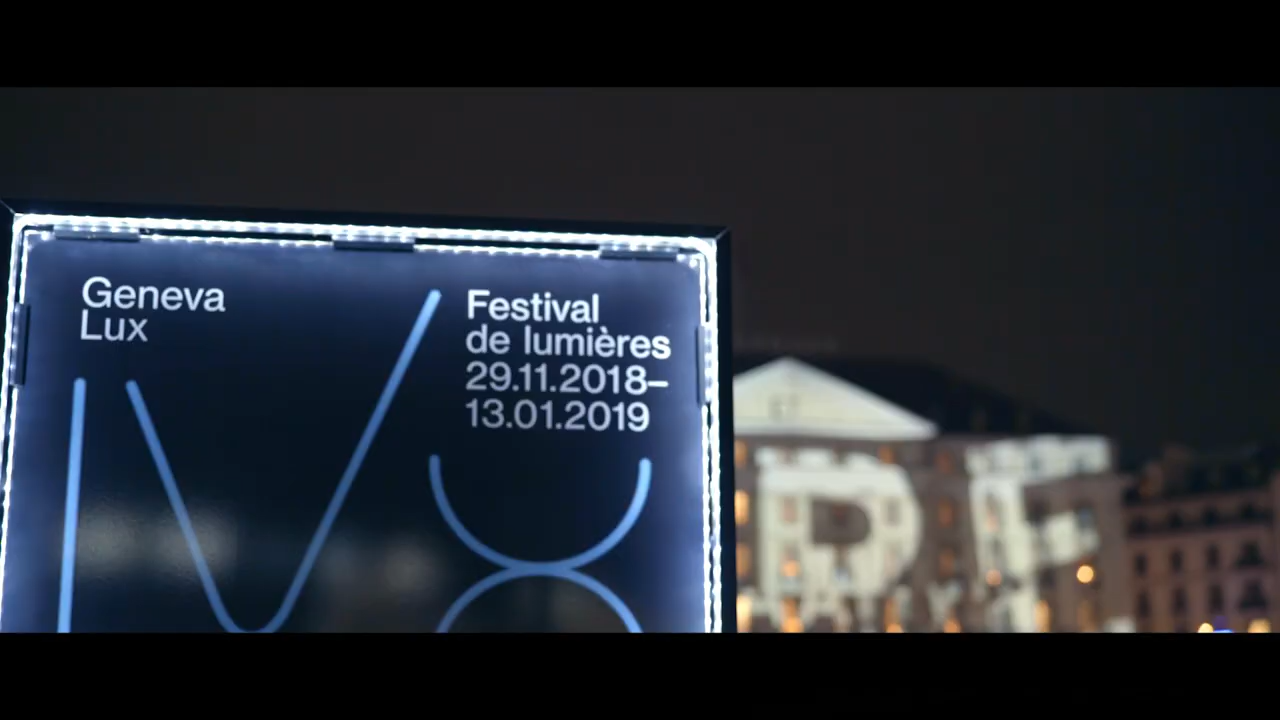 Geneva
Lux
Festival
de lumières
29.11.2018–
13.01.2019